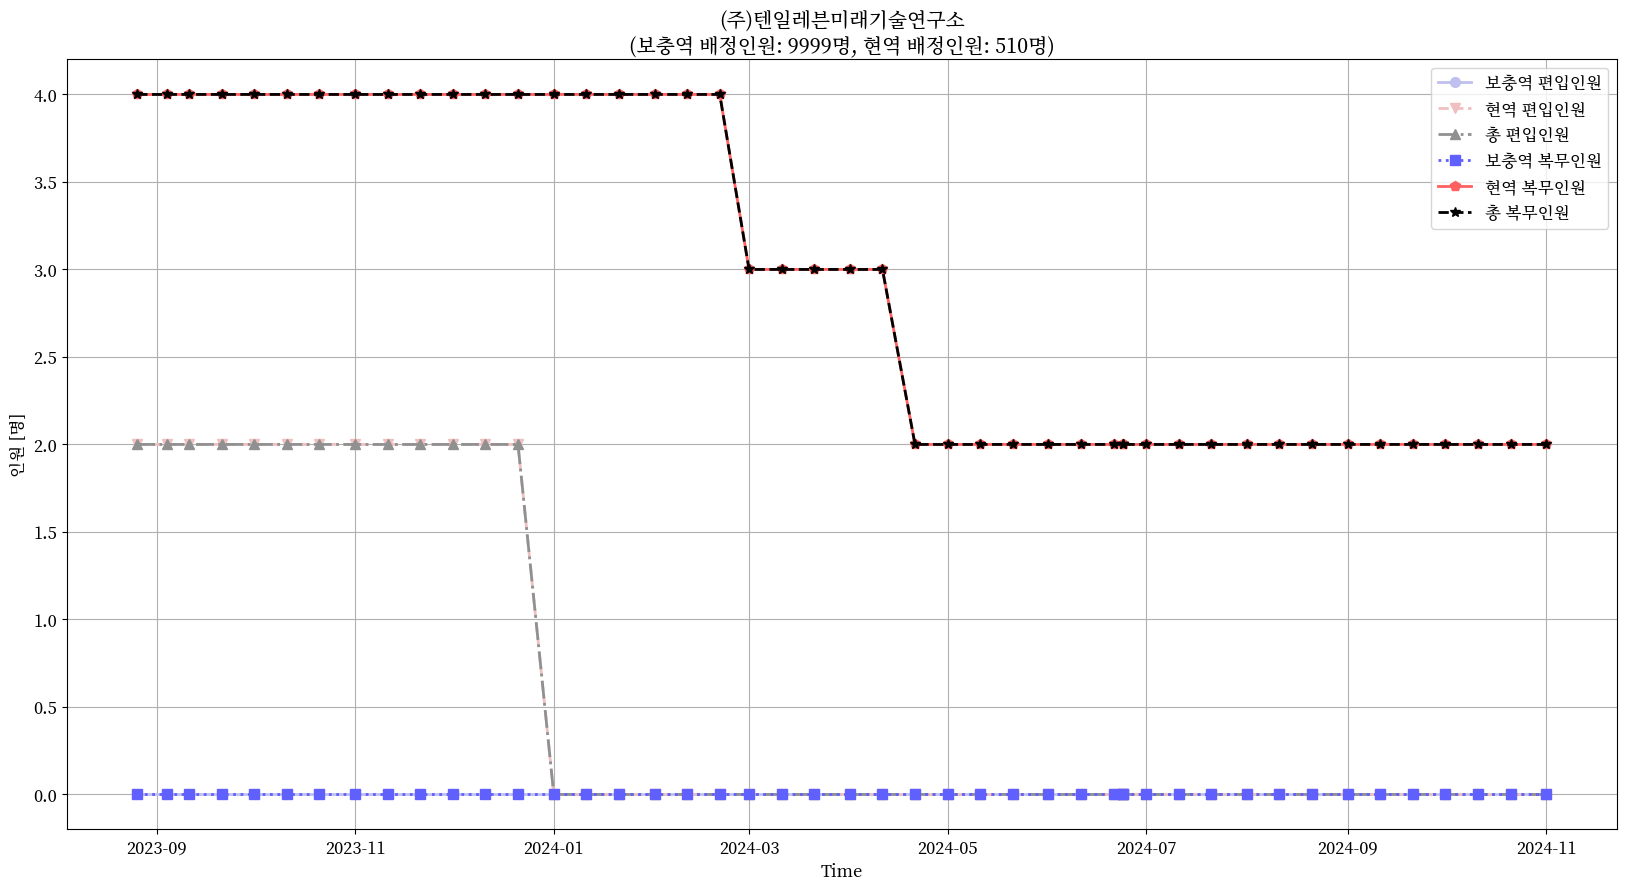 (주)텐일레븐미래기술연구소
(보충역 배정인원: 9999명, 현역 배정인원: 510명)
보충역 편입인원
현역 편입인원
총 편입인원
보충역 복무인원
현역 복무인원
총 복무인원
인원 [명]
4.0
3.5
3.0
2.5
2.0
1.5
1.0
0.5
0.0
2023-09 2023-11 2024-01 2024-03 2024-05 2024-07 2024-09 2024-11
Time